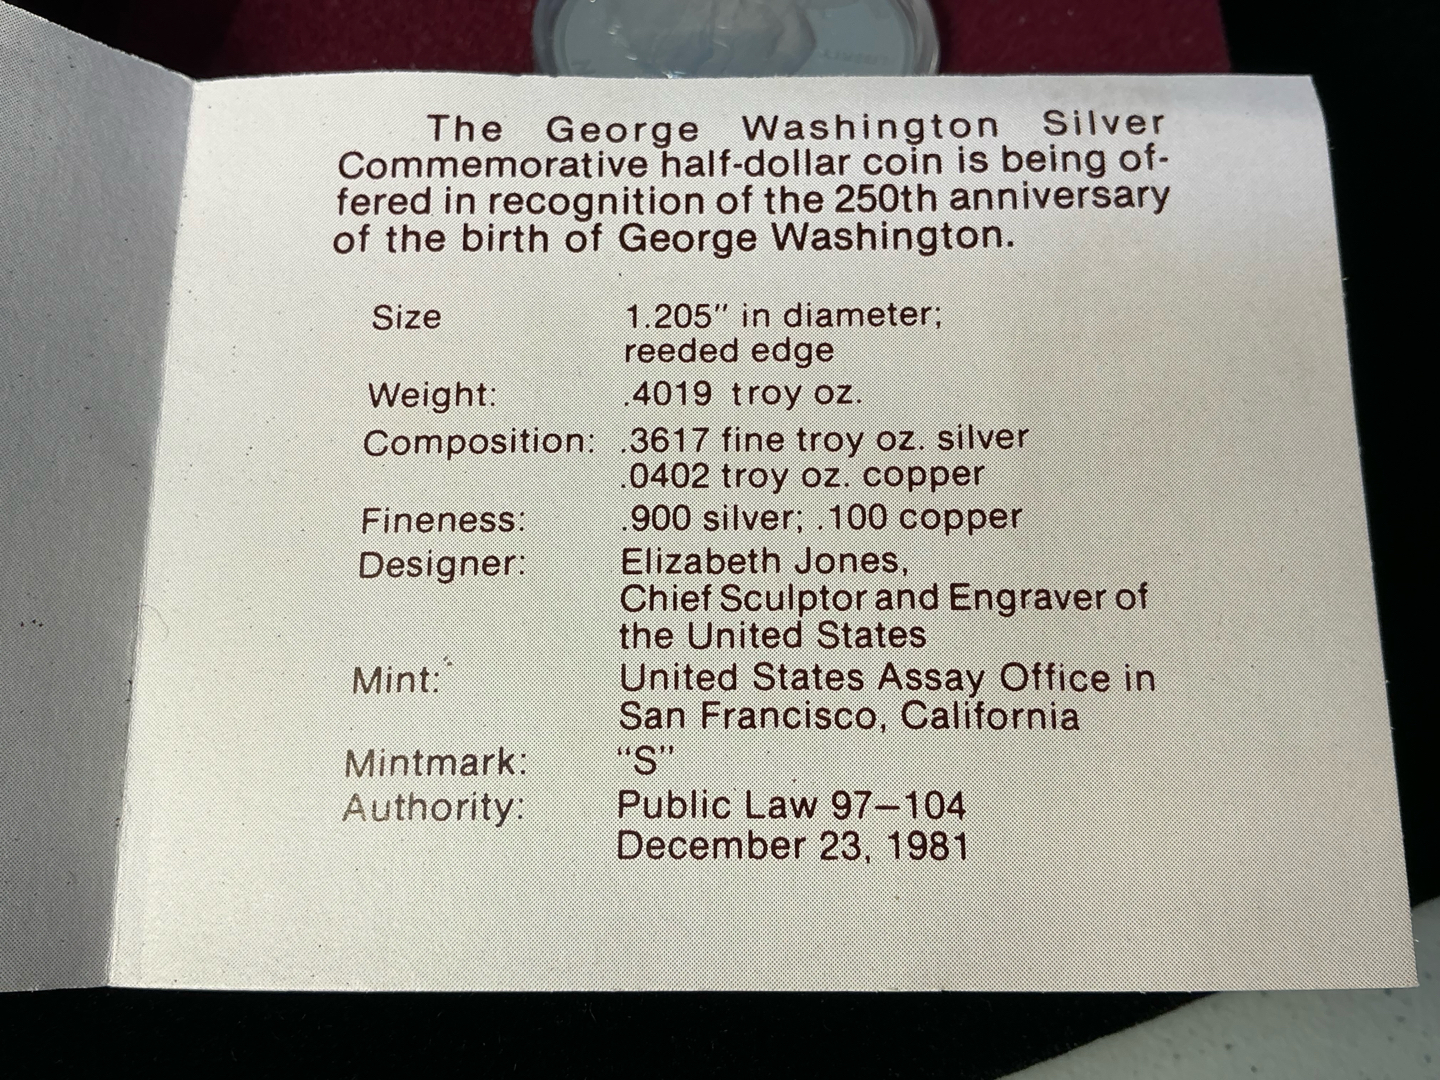 The George Washington Silver
Commemorative half-dollar coin is being of-
fered in recognition of the 250th anniversary
of the birth of George Washington.
Size 1.205" in diameter;
reeded edge
Weight: .4019 troy oz.
Composition: .3617 fine troy oz. silver
.0402 troy oz. copper
Fineness: .900 silver; .100 copper
Designer: Elizabeth Jones,
Chief Sculptor and Engraver of
the United States
Mint: United States Assay Office in
San Francisco, California
Mintmark: “S”
Authority: Public Law 97–104
December 23, 1981